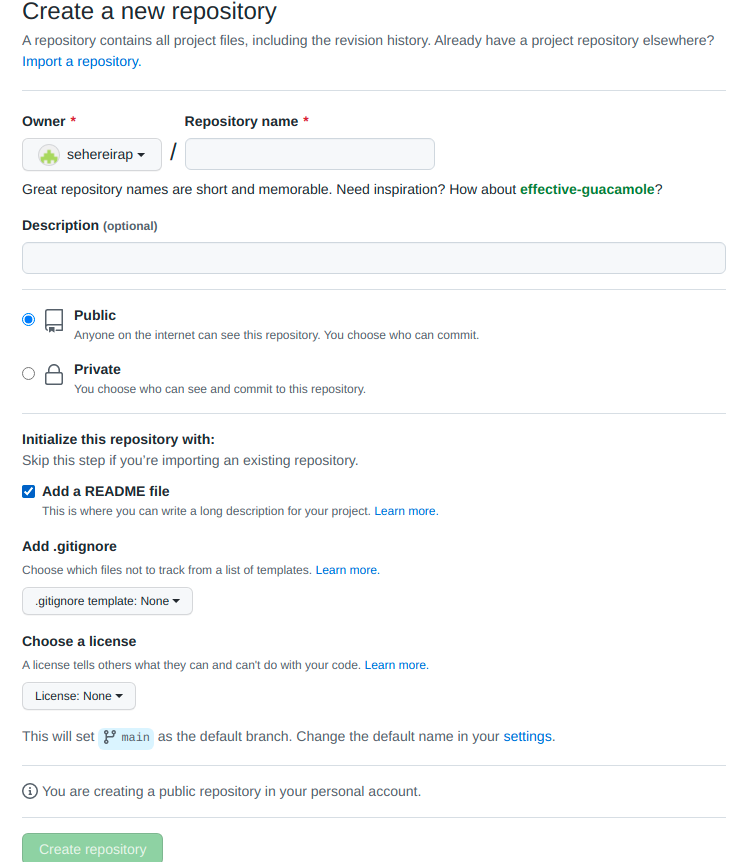 Create a new repository
A repository contains all project files, including the revision history. Already have a project repository elsewhere?
Import a repository.
Owner * Repository name *
sehereirap / 
Great repository names are short and memorable. Need inspiration? How about effective-guacamole?
Description (optional)
Public
Anyone on the internet can see this repository. You choose who can commit.
Private
You choose who can see and commit to this repository.
Initialize this repository with:
Skip this step if you’re importing an existing repository.
Add a README file
This is where you can write a long description for your project. Learn more.
Add .gitignore
Choose which files not to track from a list of templates. Learn more.
.gitignore template: None
Choose a license
A license tells others what they can and can't do with your code. Learn more.
License: None
This will set main as the default branch. Change the default name in your settings.
You are creating a public repository in your personal account.
Create repository